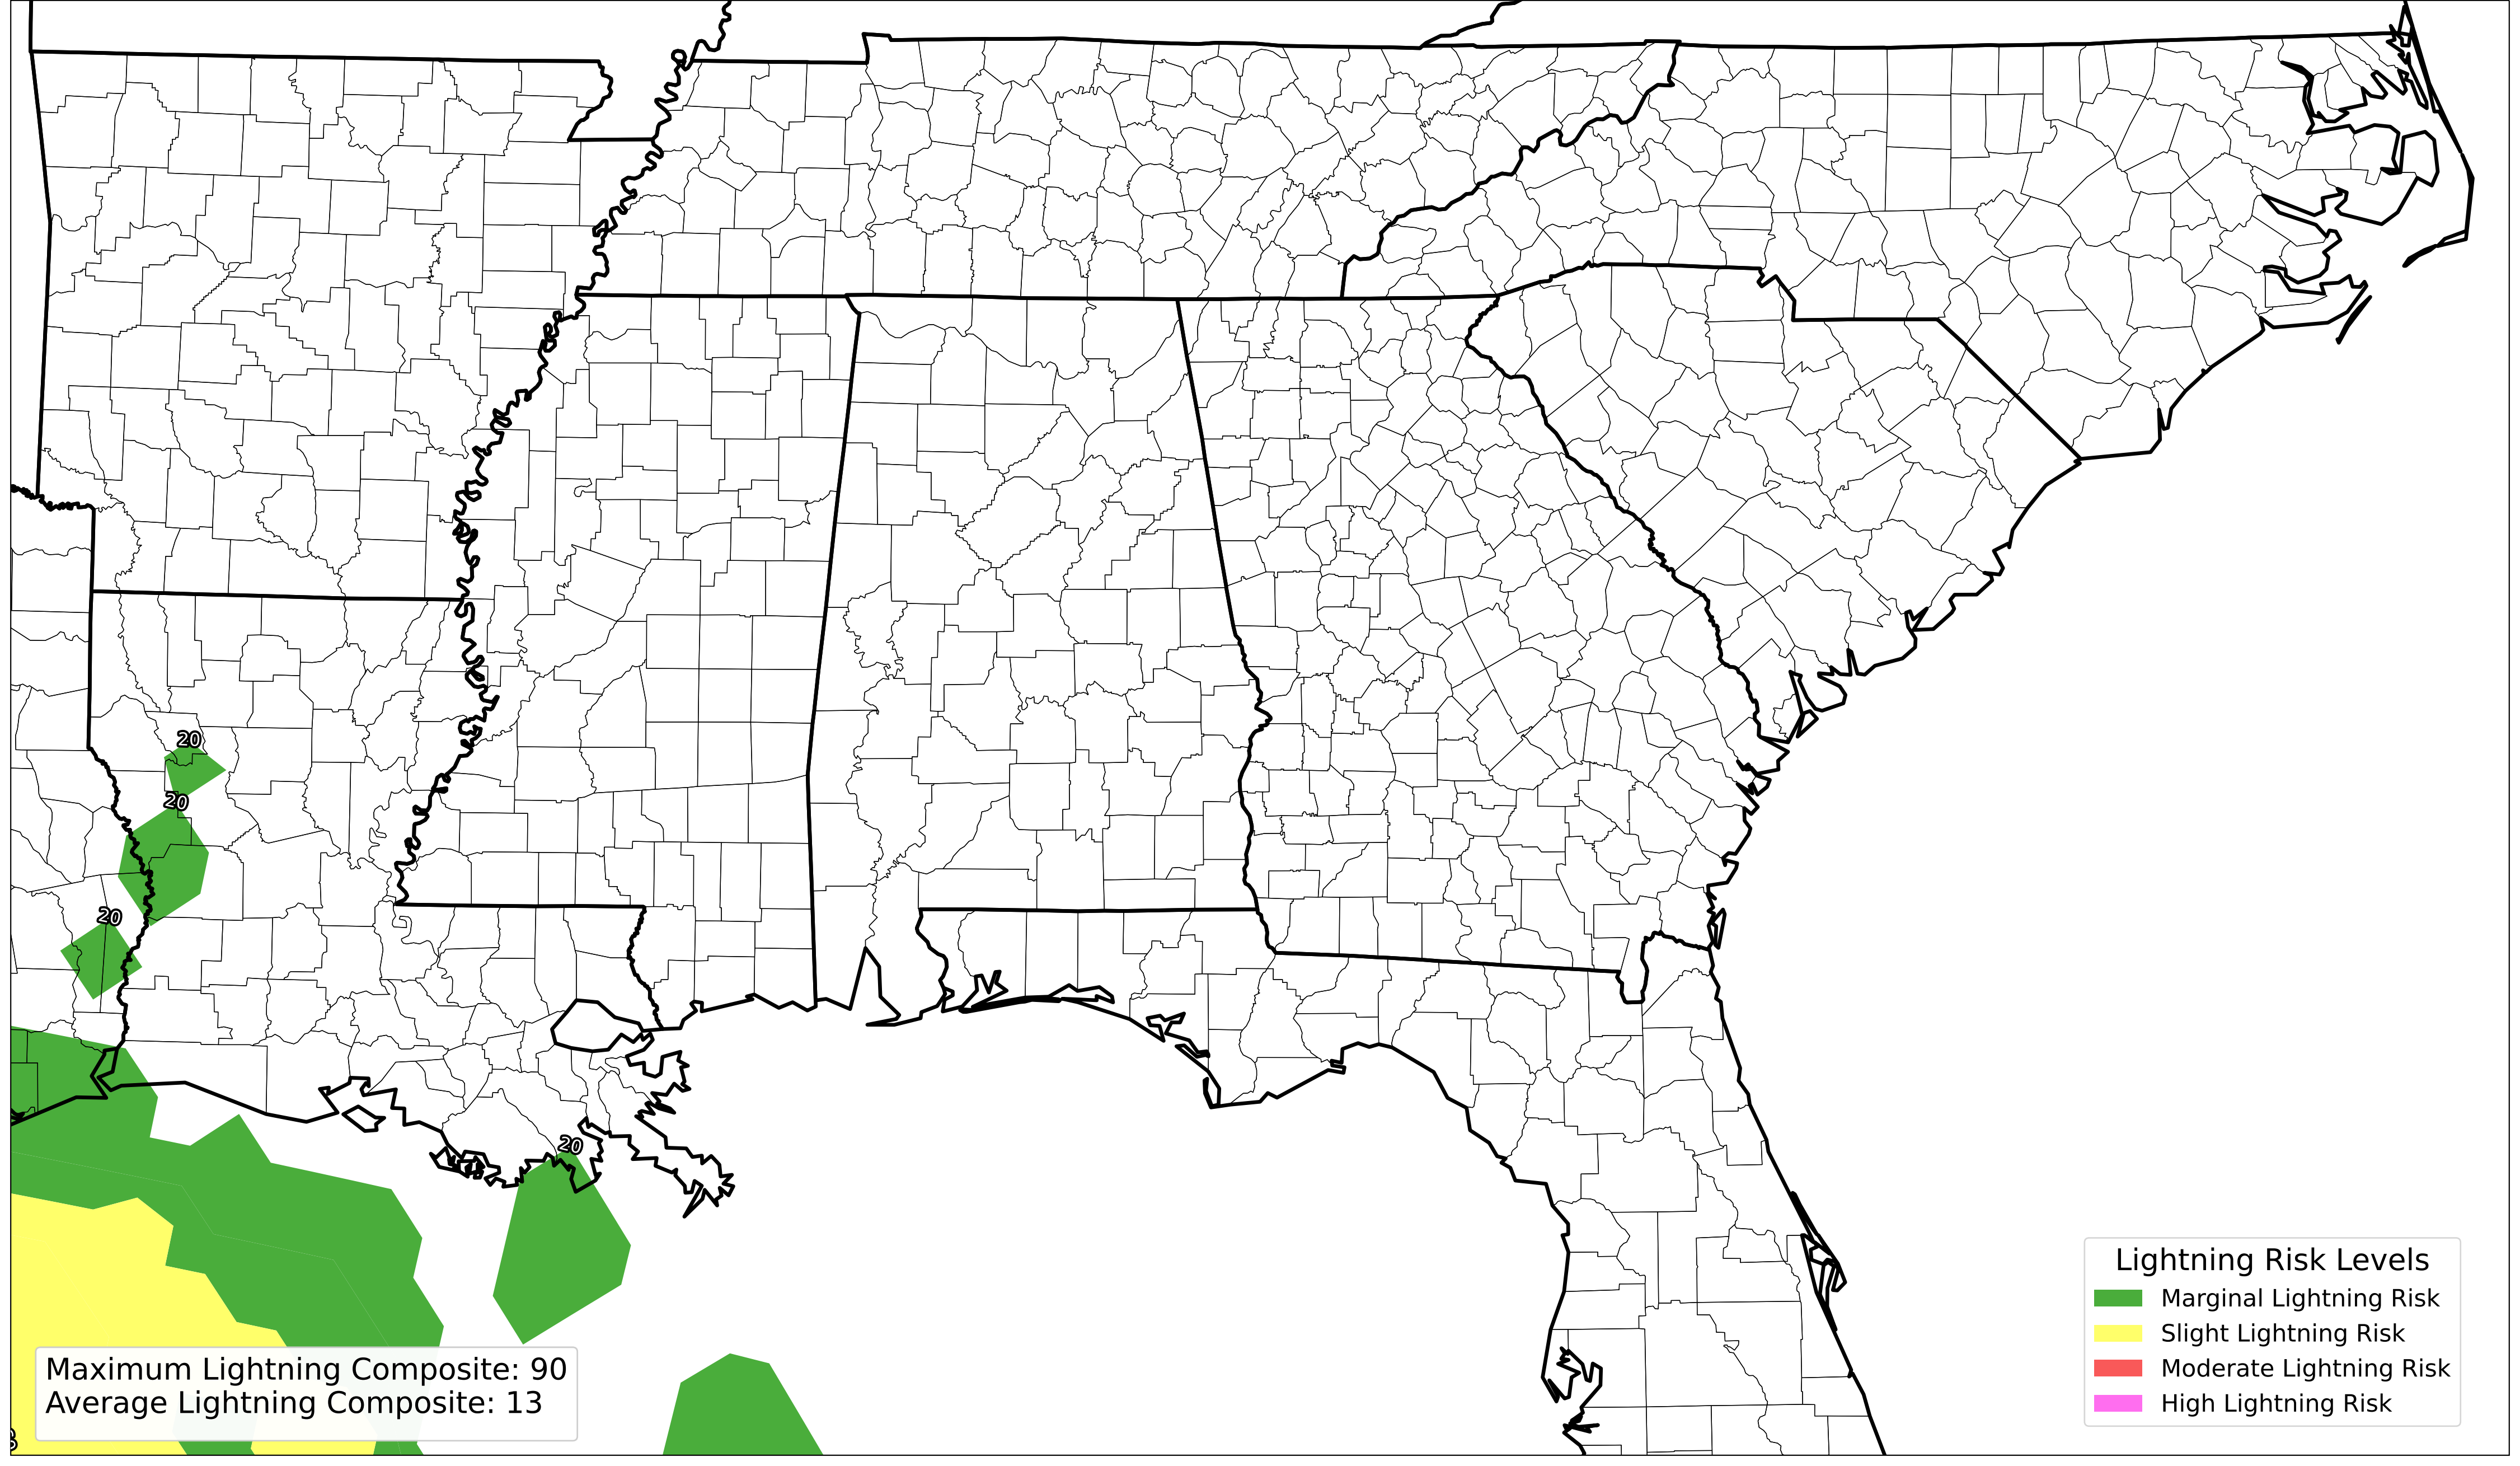 20
20
20
20
Maximum Lightning Composite: 90
Average Lightning Composite: 13
Lightning Risk Levels
Marginal Lightning Risk
Slight Lightning Risk
Moderate Lightning Risk
High Lightning Risk